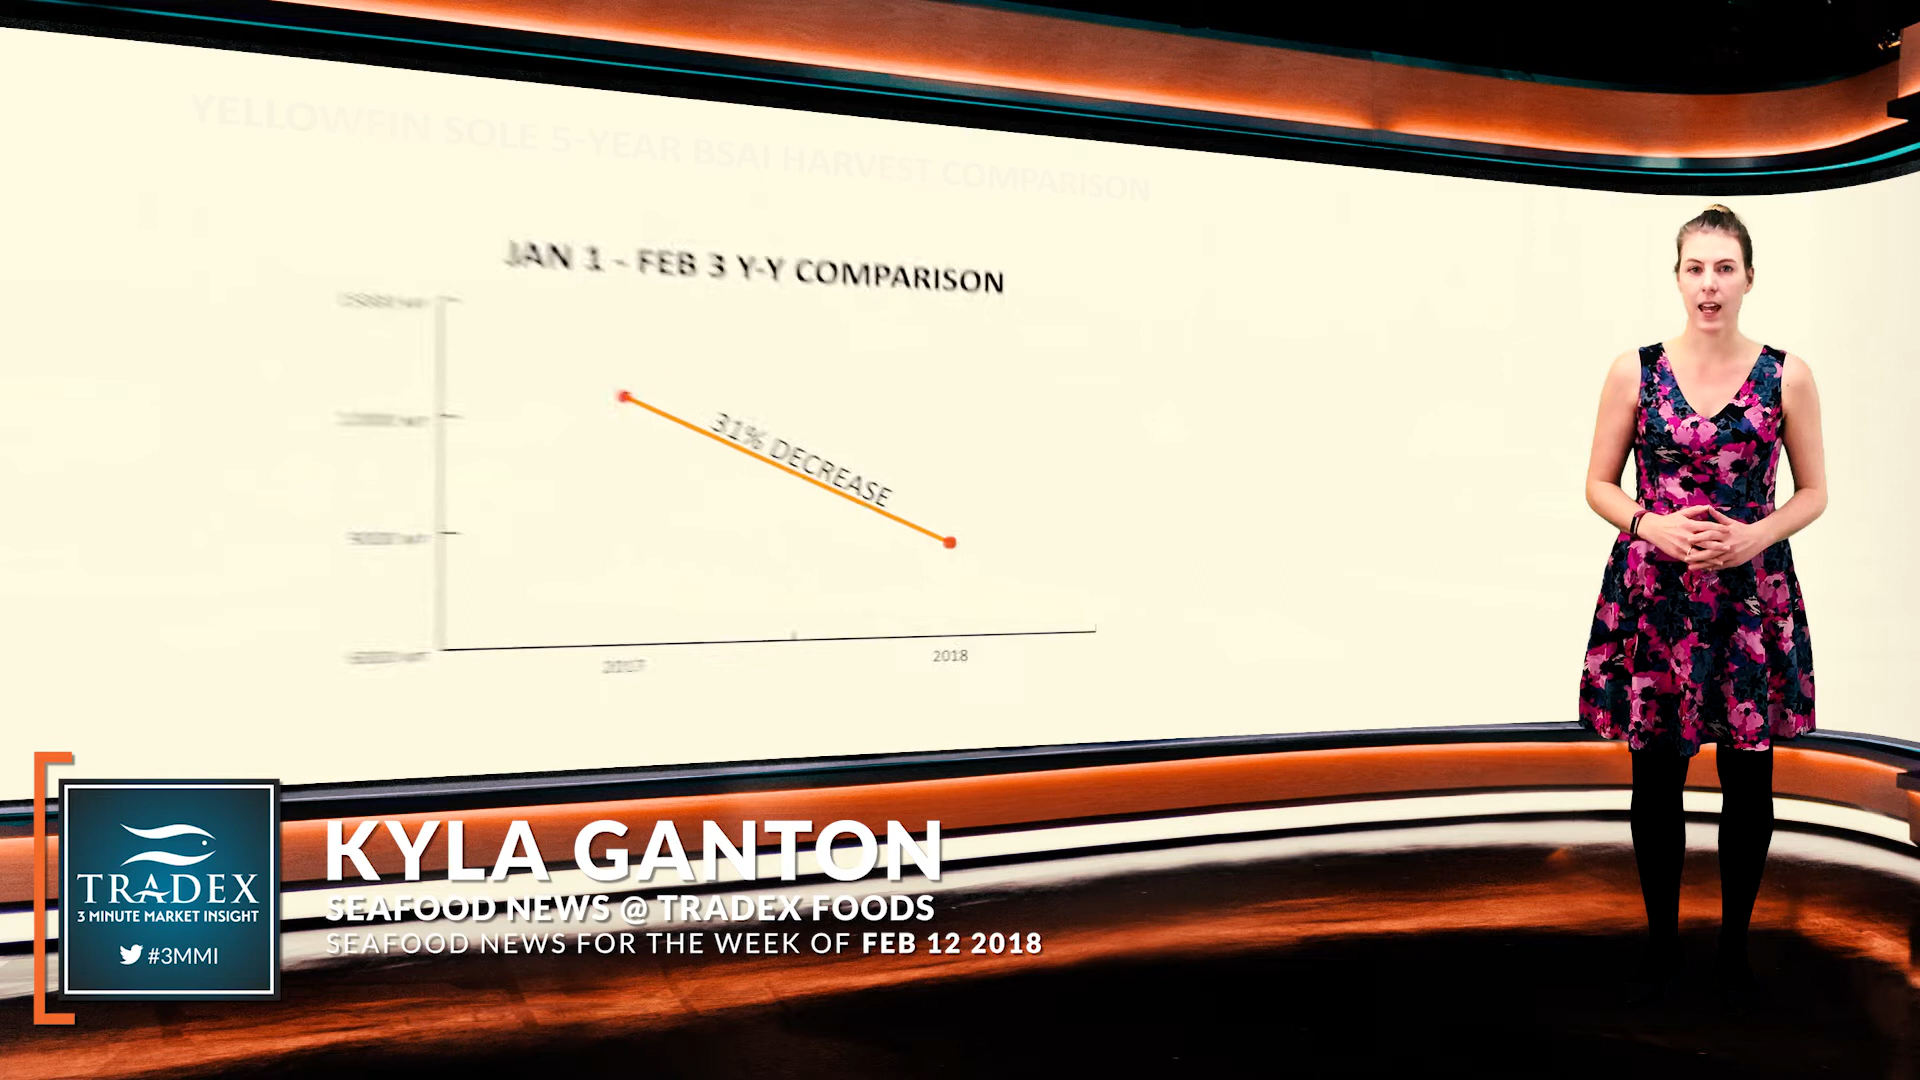 YELLOWFIN SOLE 5-YEAR BSAI HARVEST COMPARISON
JAN 1 - FEB 3 Y-Y COMPARISON
31% DECREASE
2017
2018
TRADEX
3 MINUTE MARKET INSIGHT
#3MMI
KYLA GANTON
SEAFOOD NEWS @ TRADEX FOODS
SEAFOOD NEWS FOR THE WEEK OF FEB 12 2018